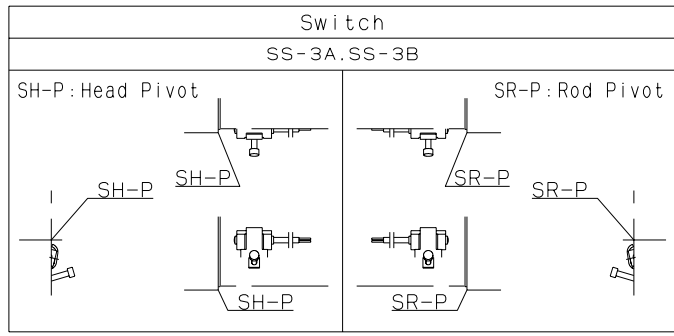 Switch
SS-3A.SS-3B
SH-P:Head Pivot
SR-P:Rod Pivot
SH-P
SH-P
SR-P
SR-P
SH-P
SR-P